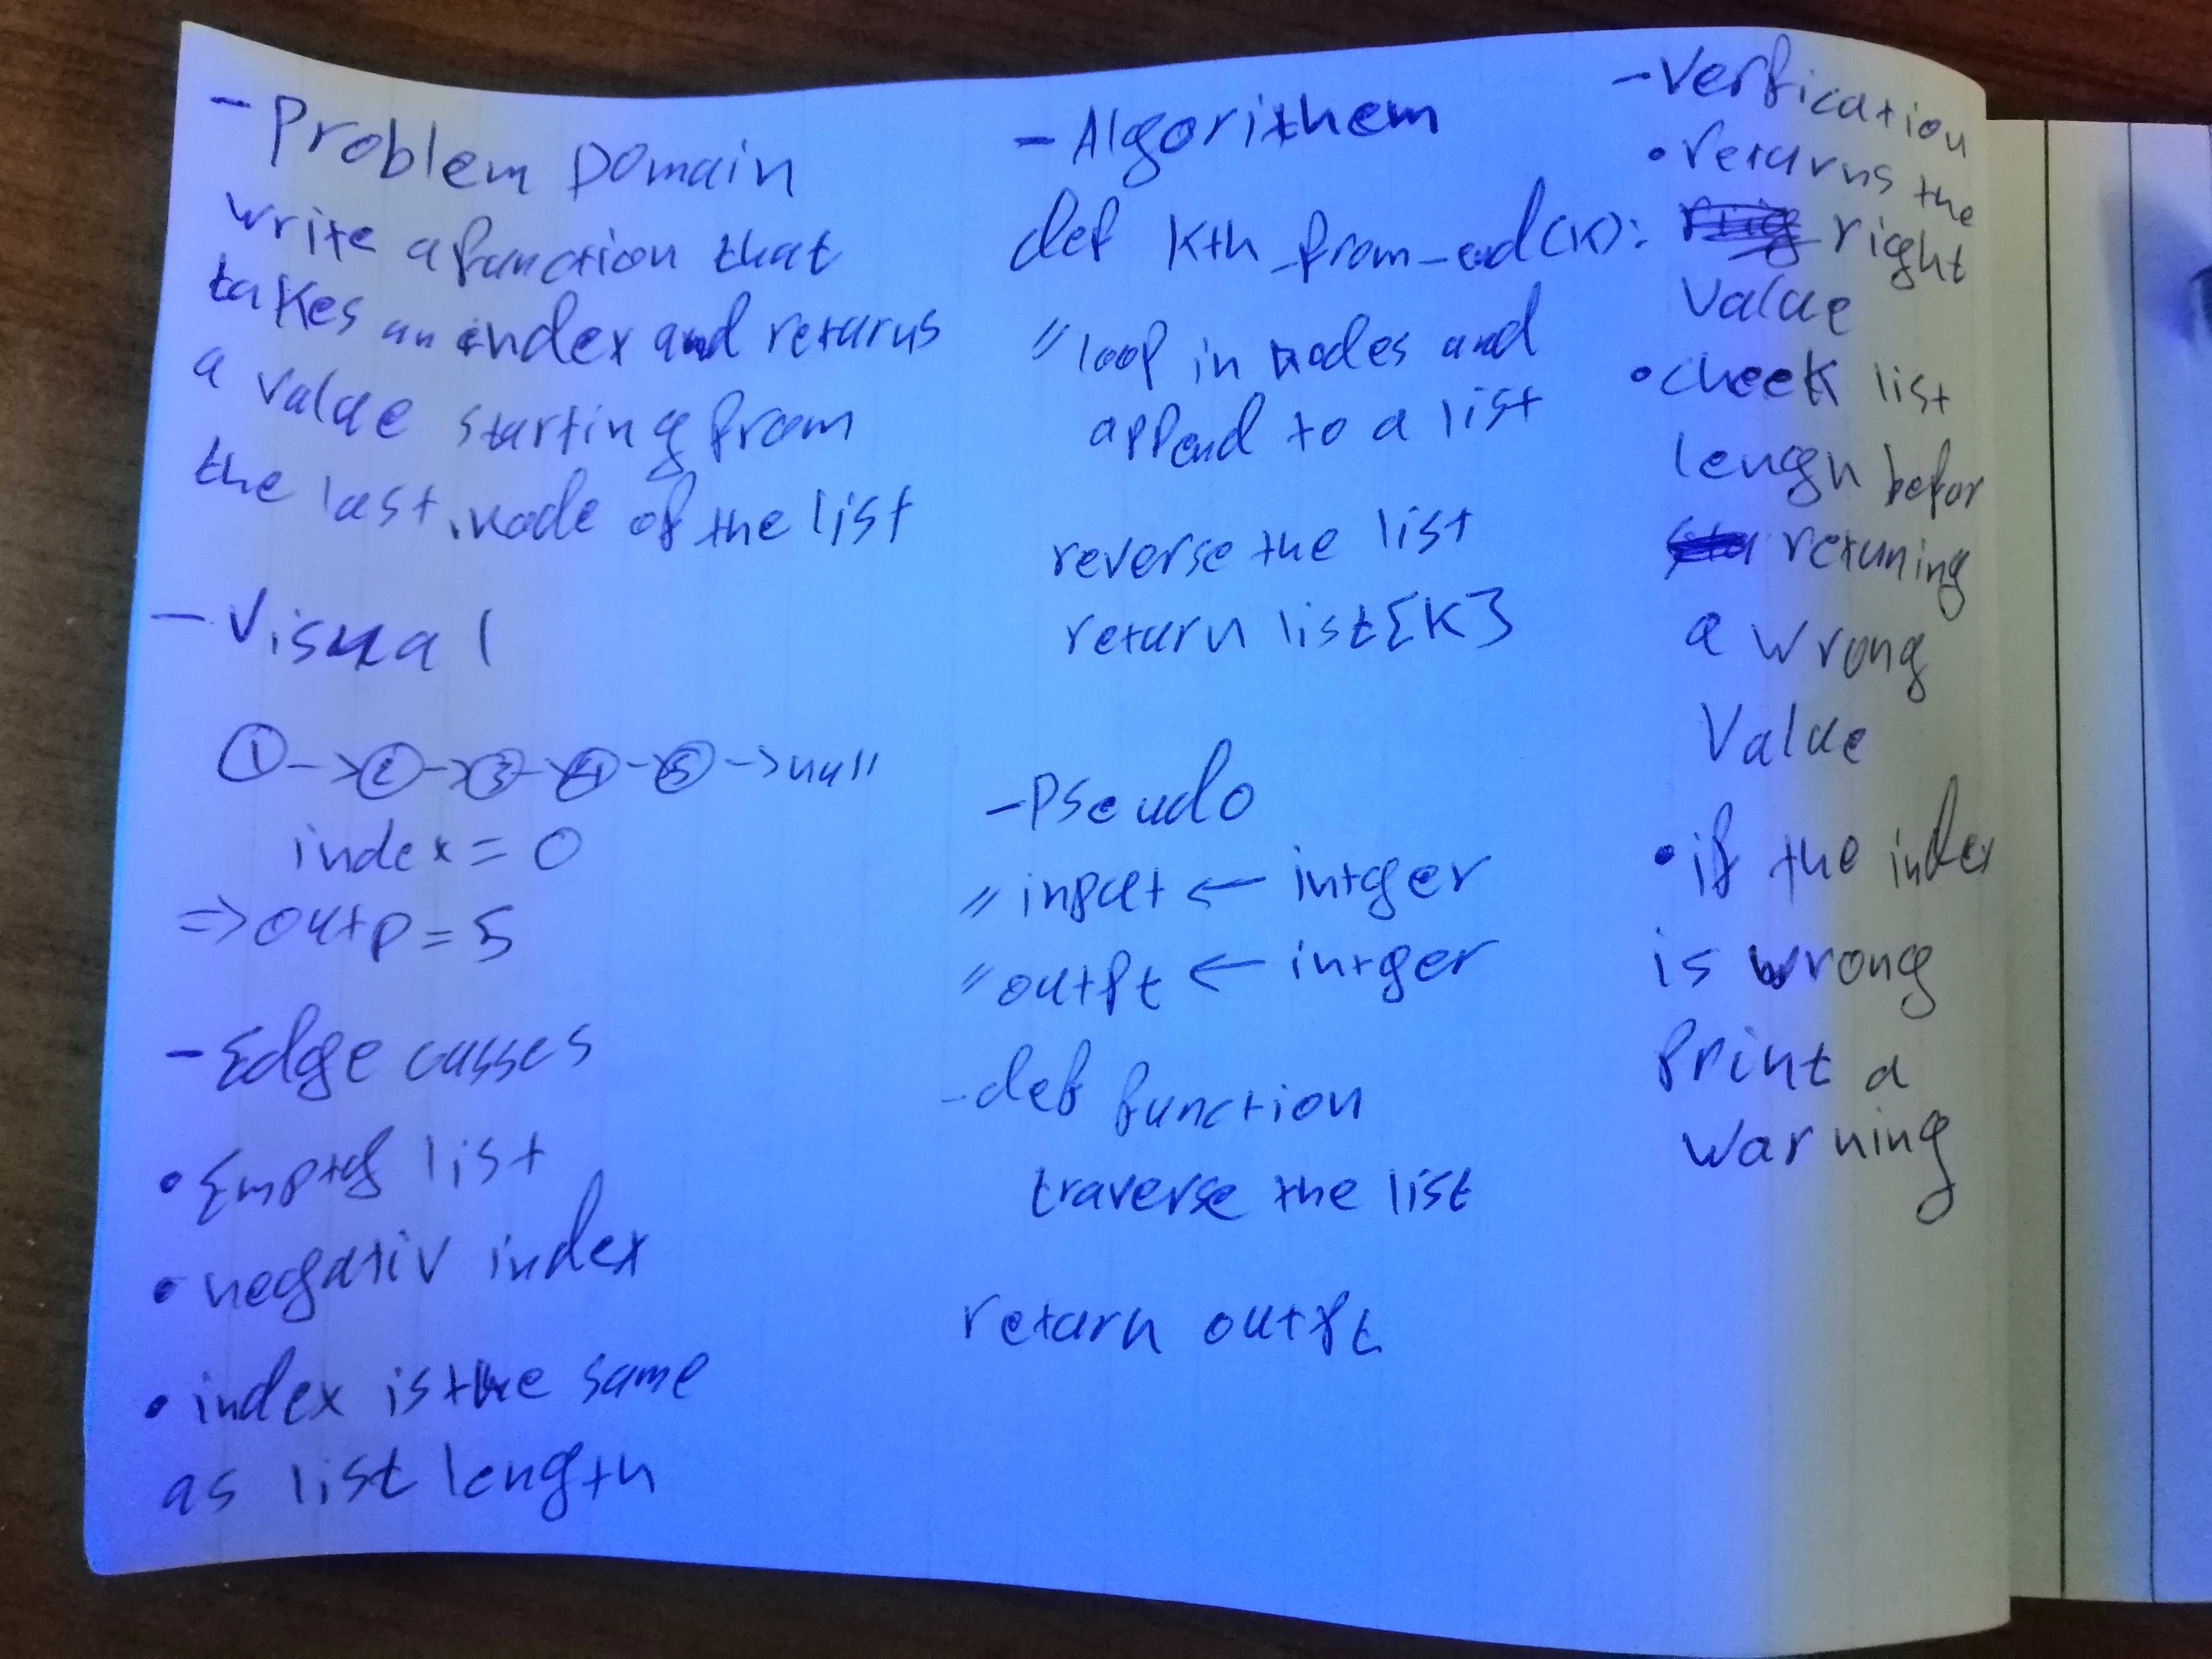 - Problem Domain
write a function that
takes an index and returns
a value starting from
the last node of the list
- Visual
1 -> 2 -> 3 -> 4 -> 5 -> null
index = 0
=> outp = 5
- Edge casses
• Empty list
• negativ index
• index is the same
as list length
- Algorithem
def kth_from_end(k):
// loop in nodes and
append to a list
reverse the list
return list[K]
- Pseudo
// input <- intger
// outpt <- intger
- def function
traverse the list
return outpt
- Verfication
• returns the
right
value
• cheek list
lengh befor
retuning
a wrong
Value
• if the index
is wrong
print a
warning